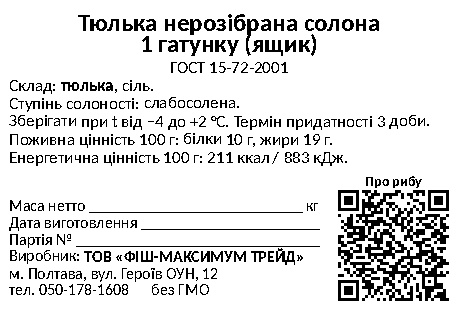 Тюлька нерозібрана солона
1 гатунку (ящик)
ГОСТ 15-72-2001
Склад: тюлька, сіль.
Ступінь солоності: слабосолена.
Зберігати при t від −4 до +2 °С. Термін придатності 3 доби.
Поживна цінність 100 г: білки 10 г, жири 19 г.
Енергетична цінність 100 г: 211 ккал / 883 кДж.
Про рибу
Маса нетто ____________________________ кг
Дата виготовлення ________________________
Партія № ________________________________
Виробник: ТОВ «ФІШ-МАКСИМУМ ТРЕЙД»
м. Полтава, вул. Героїв ОУН, 12
тел. 050-178-1608 без ГМО